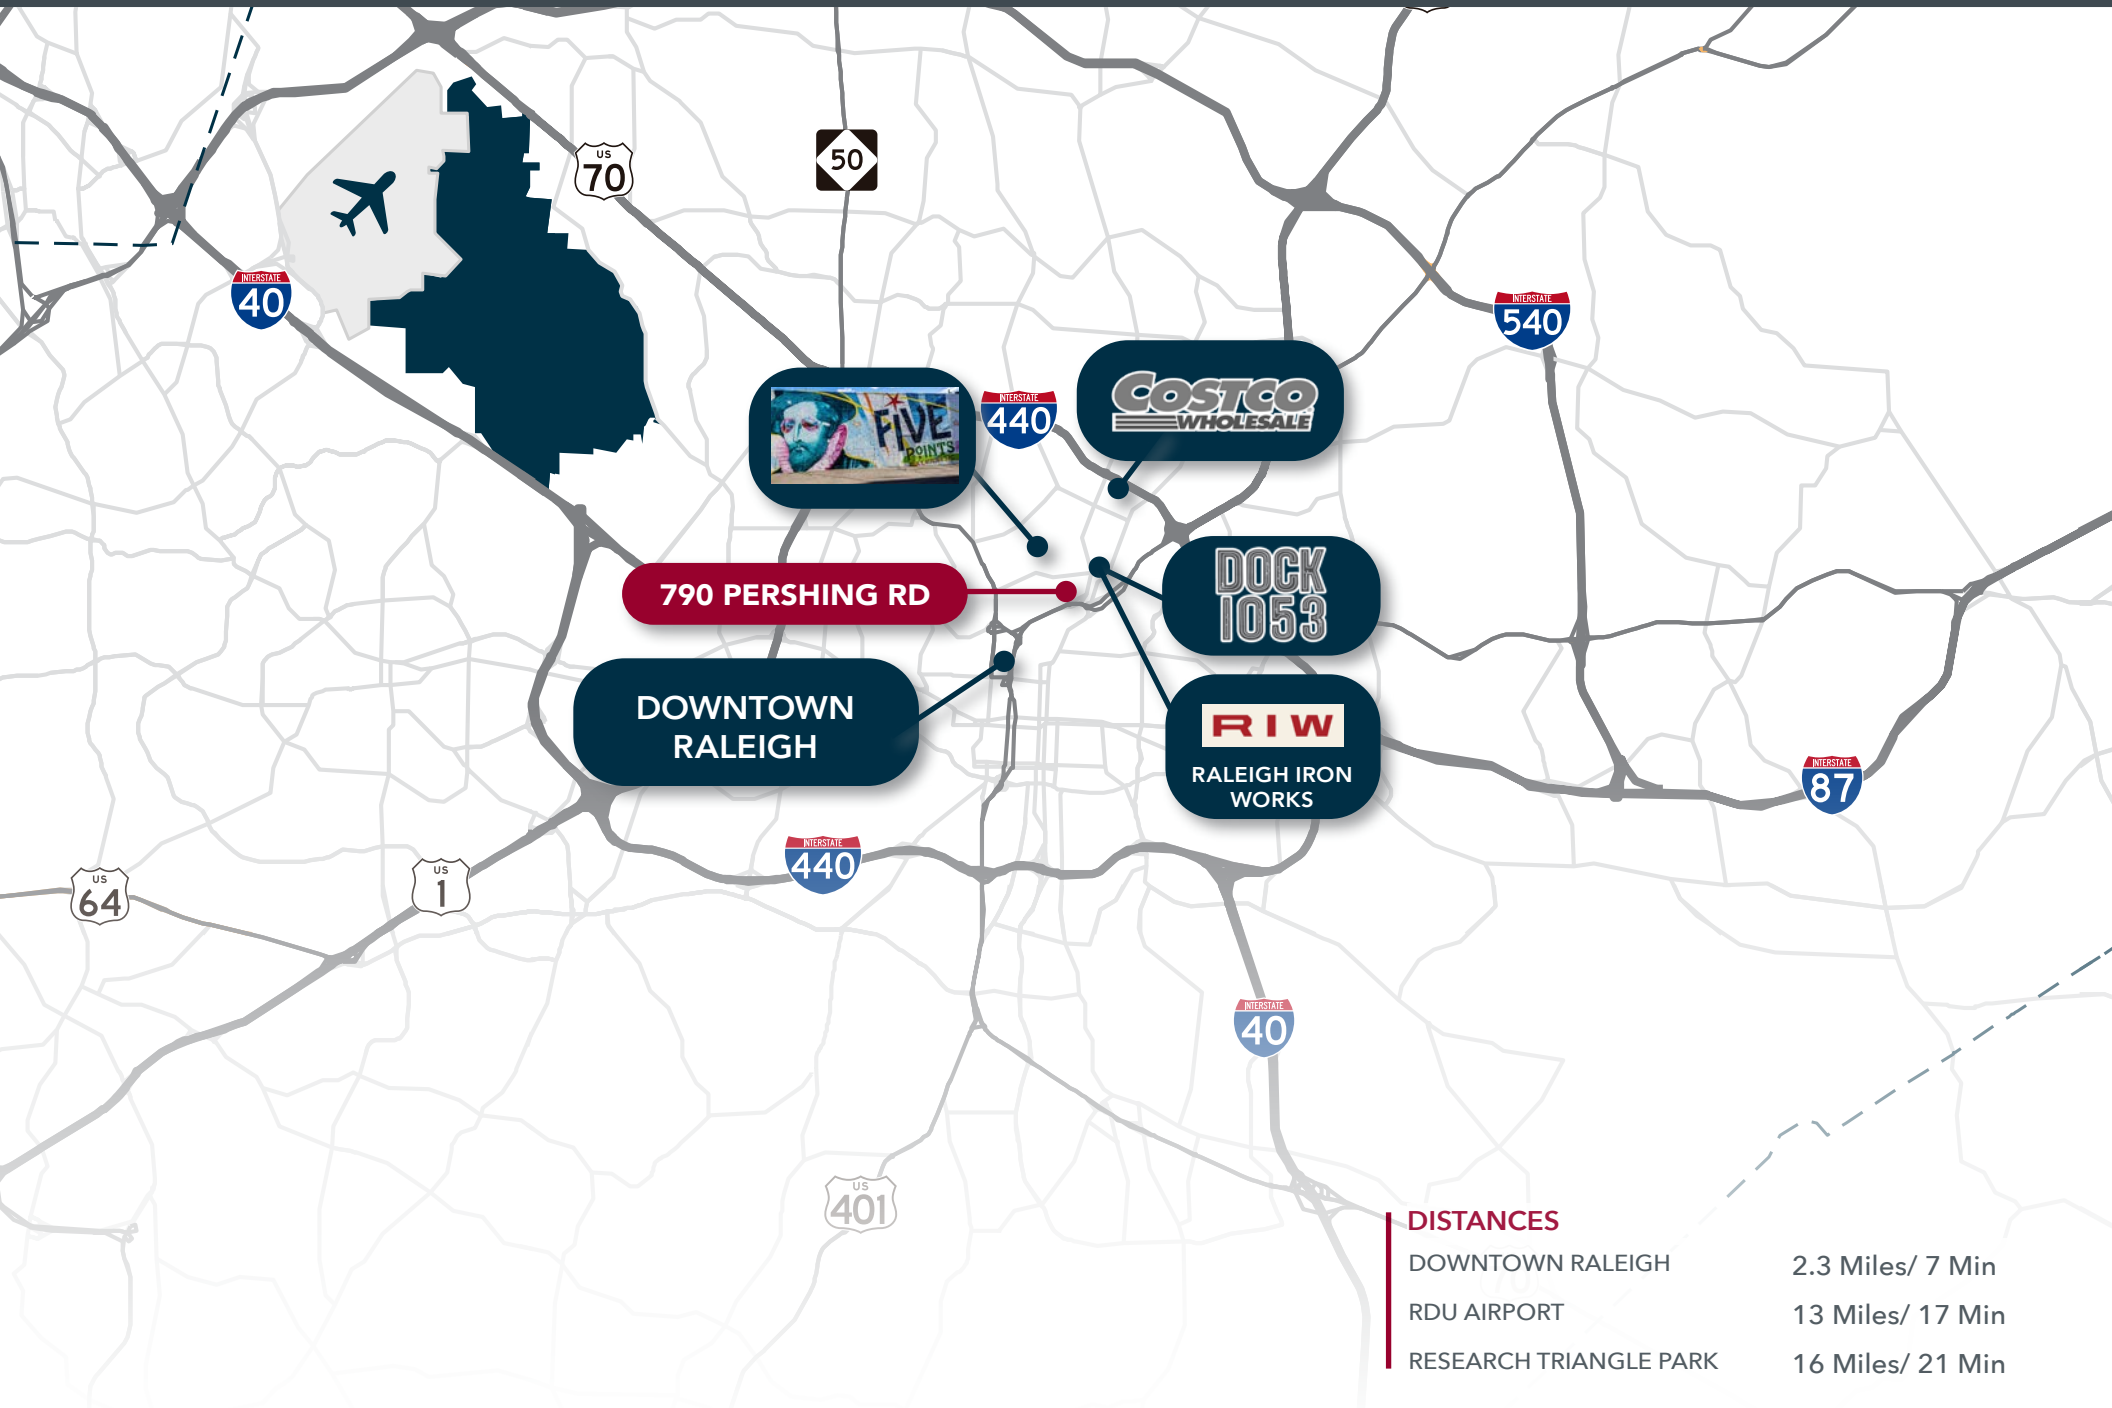 US
70
50
INTERSTATE
40
INTERSTATE
540
FIVE
POINTS
INTERSTATE
440
COSTCO
WHOLESALE
790 PERSHING RD
DOCK
1053
DOWNTOWN
RALEIGH
RIW
RALEIGH IRON
WORKS
INTERSTATE
87
INTERSTATE
440
US
1
US
64
INTERSTATE
40
US
401
DISTANCES
DOWNTOWN RALEIGH 2.3 Miles/ 7 Min
RDU AIRPORT 13 Miles/ 17 Min
RESEARCH TRIANGLE PARK 16 Miles/ 21 Min